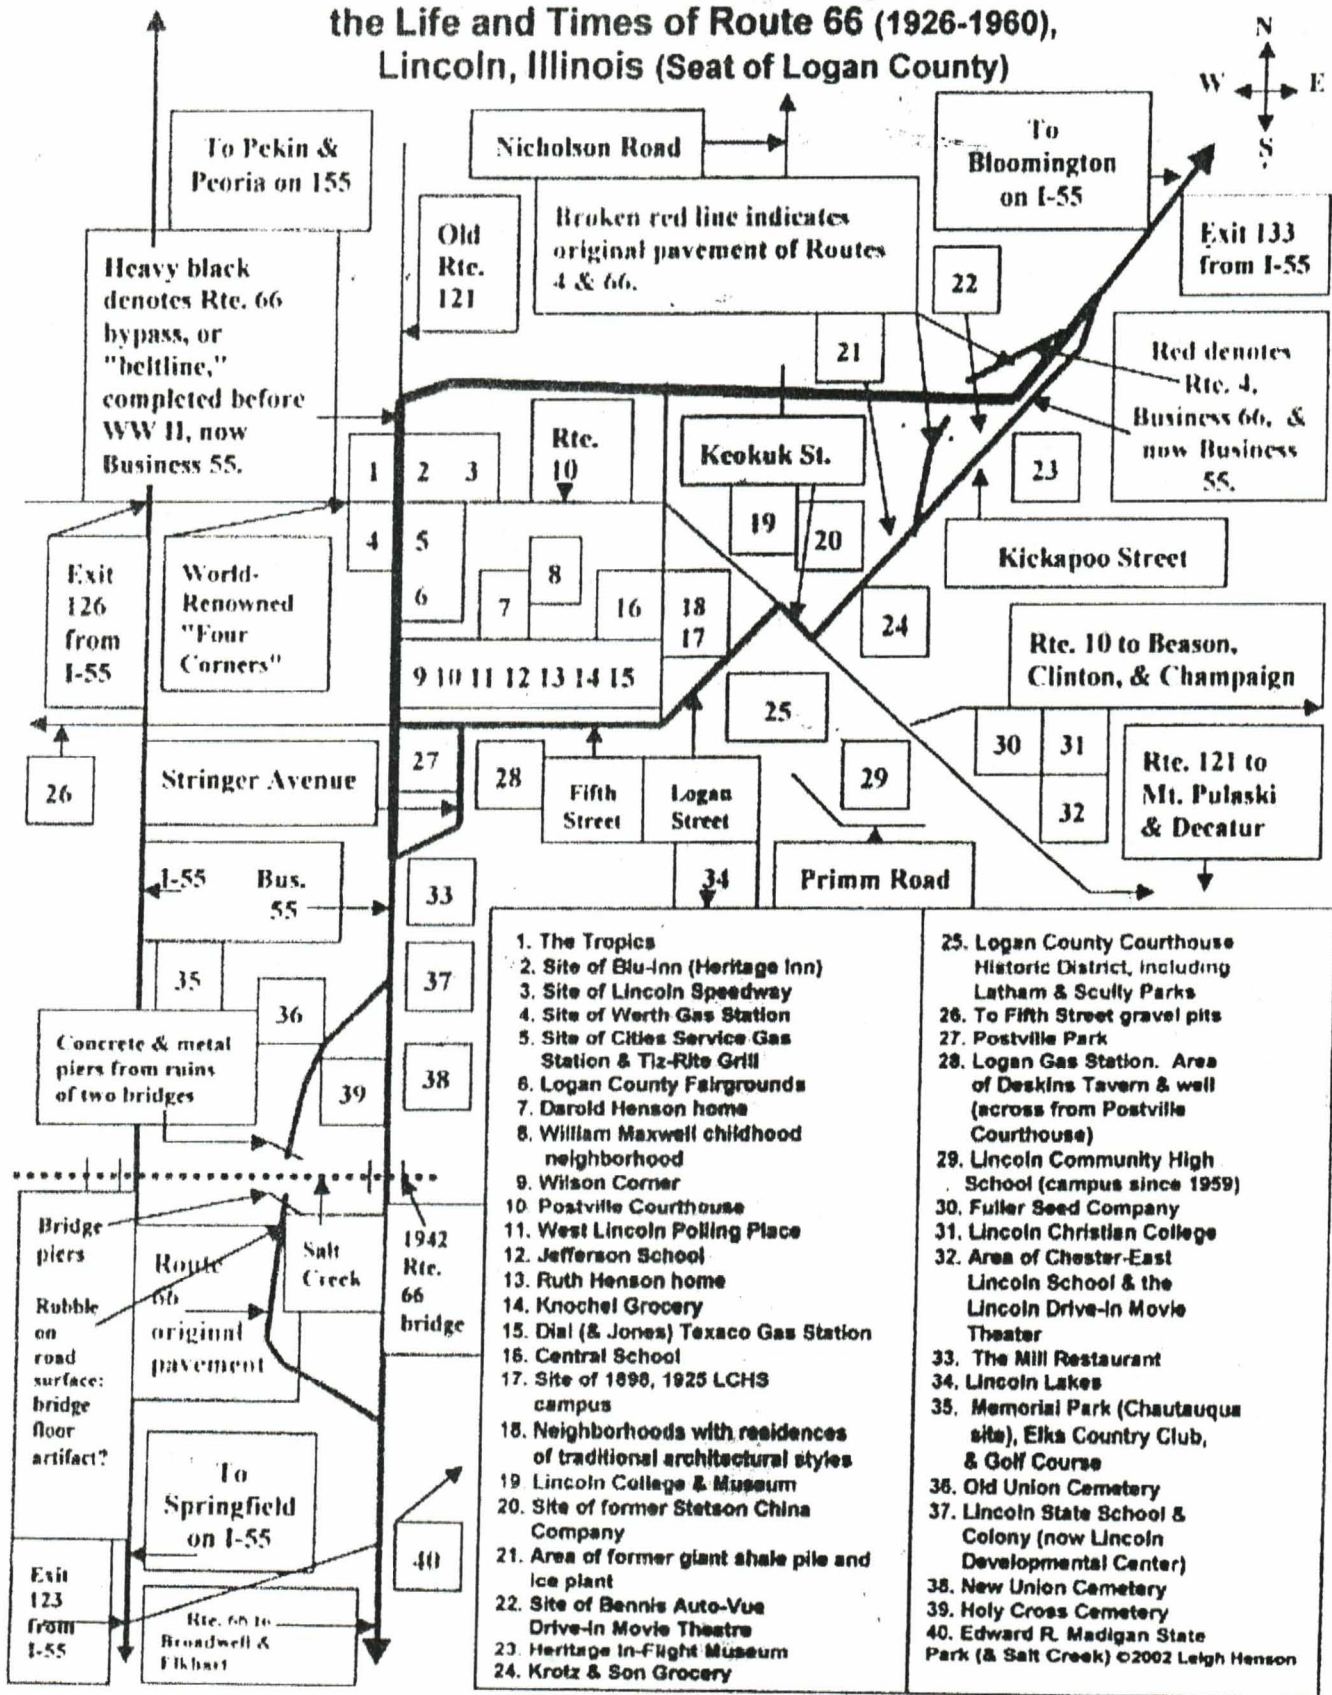 the Life and Times of Route 66 (1926-1960),
Lincoln, Illinois (Seat of Logan County)
N
W E
S
To Pekin &
Peoria on 155
Nicholson Road
To
Bloomington
on I-55
Old
Rte.
121
Broken red line indicates
original pavement of Routes
4 & 66.
Exit 133
from I-55
Heavy black
denotes Rte. 66
bypass, or
"beltline,"
completed before
WW II, now
Business 55.
22
21
Red denotes
Rte. 4,
Business 66, &
now Business
55.
Rte.
10
Keokuk St.
1
2
3
23
19
20
4
5
6
Kickapoo Street
Exit
126
from
I-55
World-
Renowned
"Four
Corners"
7
8
16
18
17
24
Rte. 10 to Beason,
Clinton, & Champaign
9 10 11 12 13 14 15
25
26
Stringer Avenue
27
28
Fifth
Street
Logan
Street
29
30
31
32
Rte. 121 to
Mt. Pulaski
& Decatur
I-55
Bus.
55
33
34
Primm Road
35
36
37
Concrete & metal
piers from ruins
of two bridges
39
38
Bridge
piers
Route
66
original
pavement
Salt
Creek
1942
Rte.
66
bridge
Rubble
on
road
surface:
bridge
floor
artifact?
To
Springfield
on I-55
40
Exit
123
from
I-55
Rte. 66 to
Broadwell &
Elkhart
1. The Tropics
2. Site of Blu-Inn (Heritage Inn)
3. Site of Lincoln Speedway
4. Site of Werth Gas Station
5. Site of Cities Service Gas
Station & Tiz-Rite Grill
6. Logan County Fairgrounds
7. Darold Henson home
8. William Maxwell childhood
neighborhood
9. Wilson Corner
10. Postville Courthouse
11. West Lincoln Polling Place
12. Jefferson School
13. Ruth Henson home
14. Knochel Grocery
15. Dial (& Jones) Texaco Gas Station
16. Central School
17. Site of 1898, 1925 LCHS
campus
18. Neighborhoods with residences
of traditional architectural styles
19. Lincoln College & Museum
20. Site of former Stetson China
Company
21. Area of former giant shale pile and
ice plant
22. Site of Bennis Auto-Vue
Drive-In Movie Theatre
23. Heritage In-Flight Museum
24. Krotz & Son Grocery
25. Logan County Courthouse
Historic District, including
Latham & Scully Parks
26. To Fifth Street gravel pits
27. Postville Park
28. Logan Gas Station. Area
of Deskins Tavern & well
(across from Postville
Courthouse)
29. Lincoln Community High
School (campus since 1959)
30. Fuller Seed Company
31. Lincoln Christian College
32. Area of Chester-East
Lincoln School & the
Lincoln Drive-In Movie
Theater
33. The Mill Restaurant
34. Lincoln Lakes
35. Memorial Park (Chautauqua
site), Elks Country Club,
& Golf Course
36. Old Union Cemetery
37. Lincoln State School &
Colony (now Lincoln
Developmental Center)
38. New Union Cemetery
39. Holy Cross Cemetery
40. Edward R. Madigan State
Park (& Salt Creek) ©2002 Leigh Henson